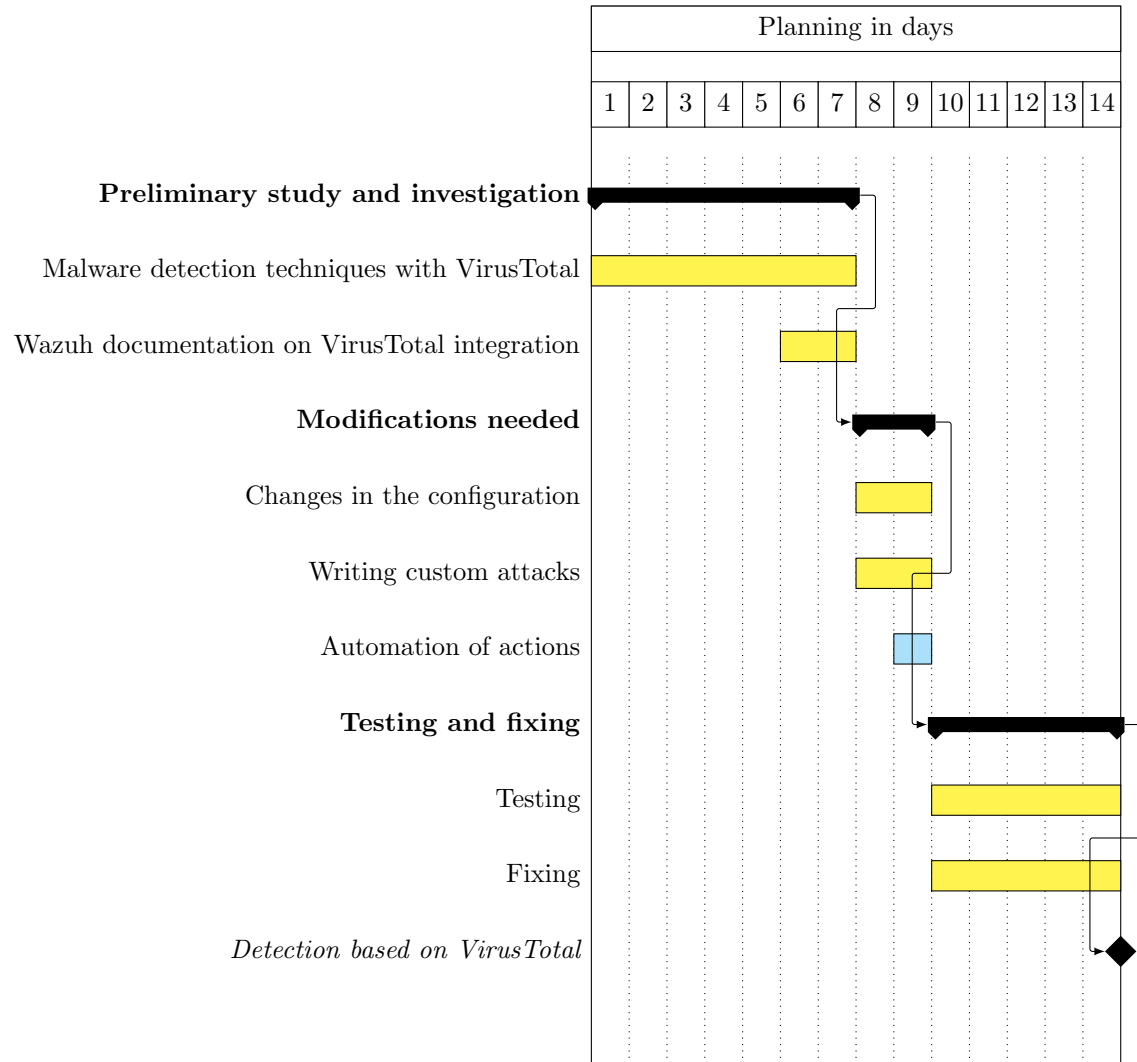 Planning in days
1 2 3 4 5 6 7 8 9 10 11 12 13 14
Preliminary study and investigation
Malware detection techniques with VirusTotal
Wazuh documentation on VirusTotal integration
Modifications needed
Changes in the configuration
Writing custom attacks
Automation of actions
Testing and fixing
Testing
Fixing
Detection based on VirusTotal